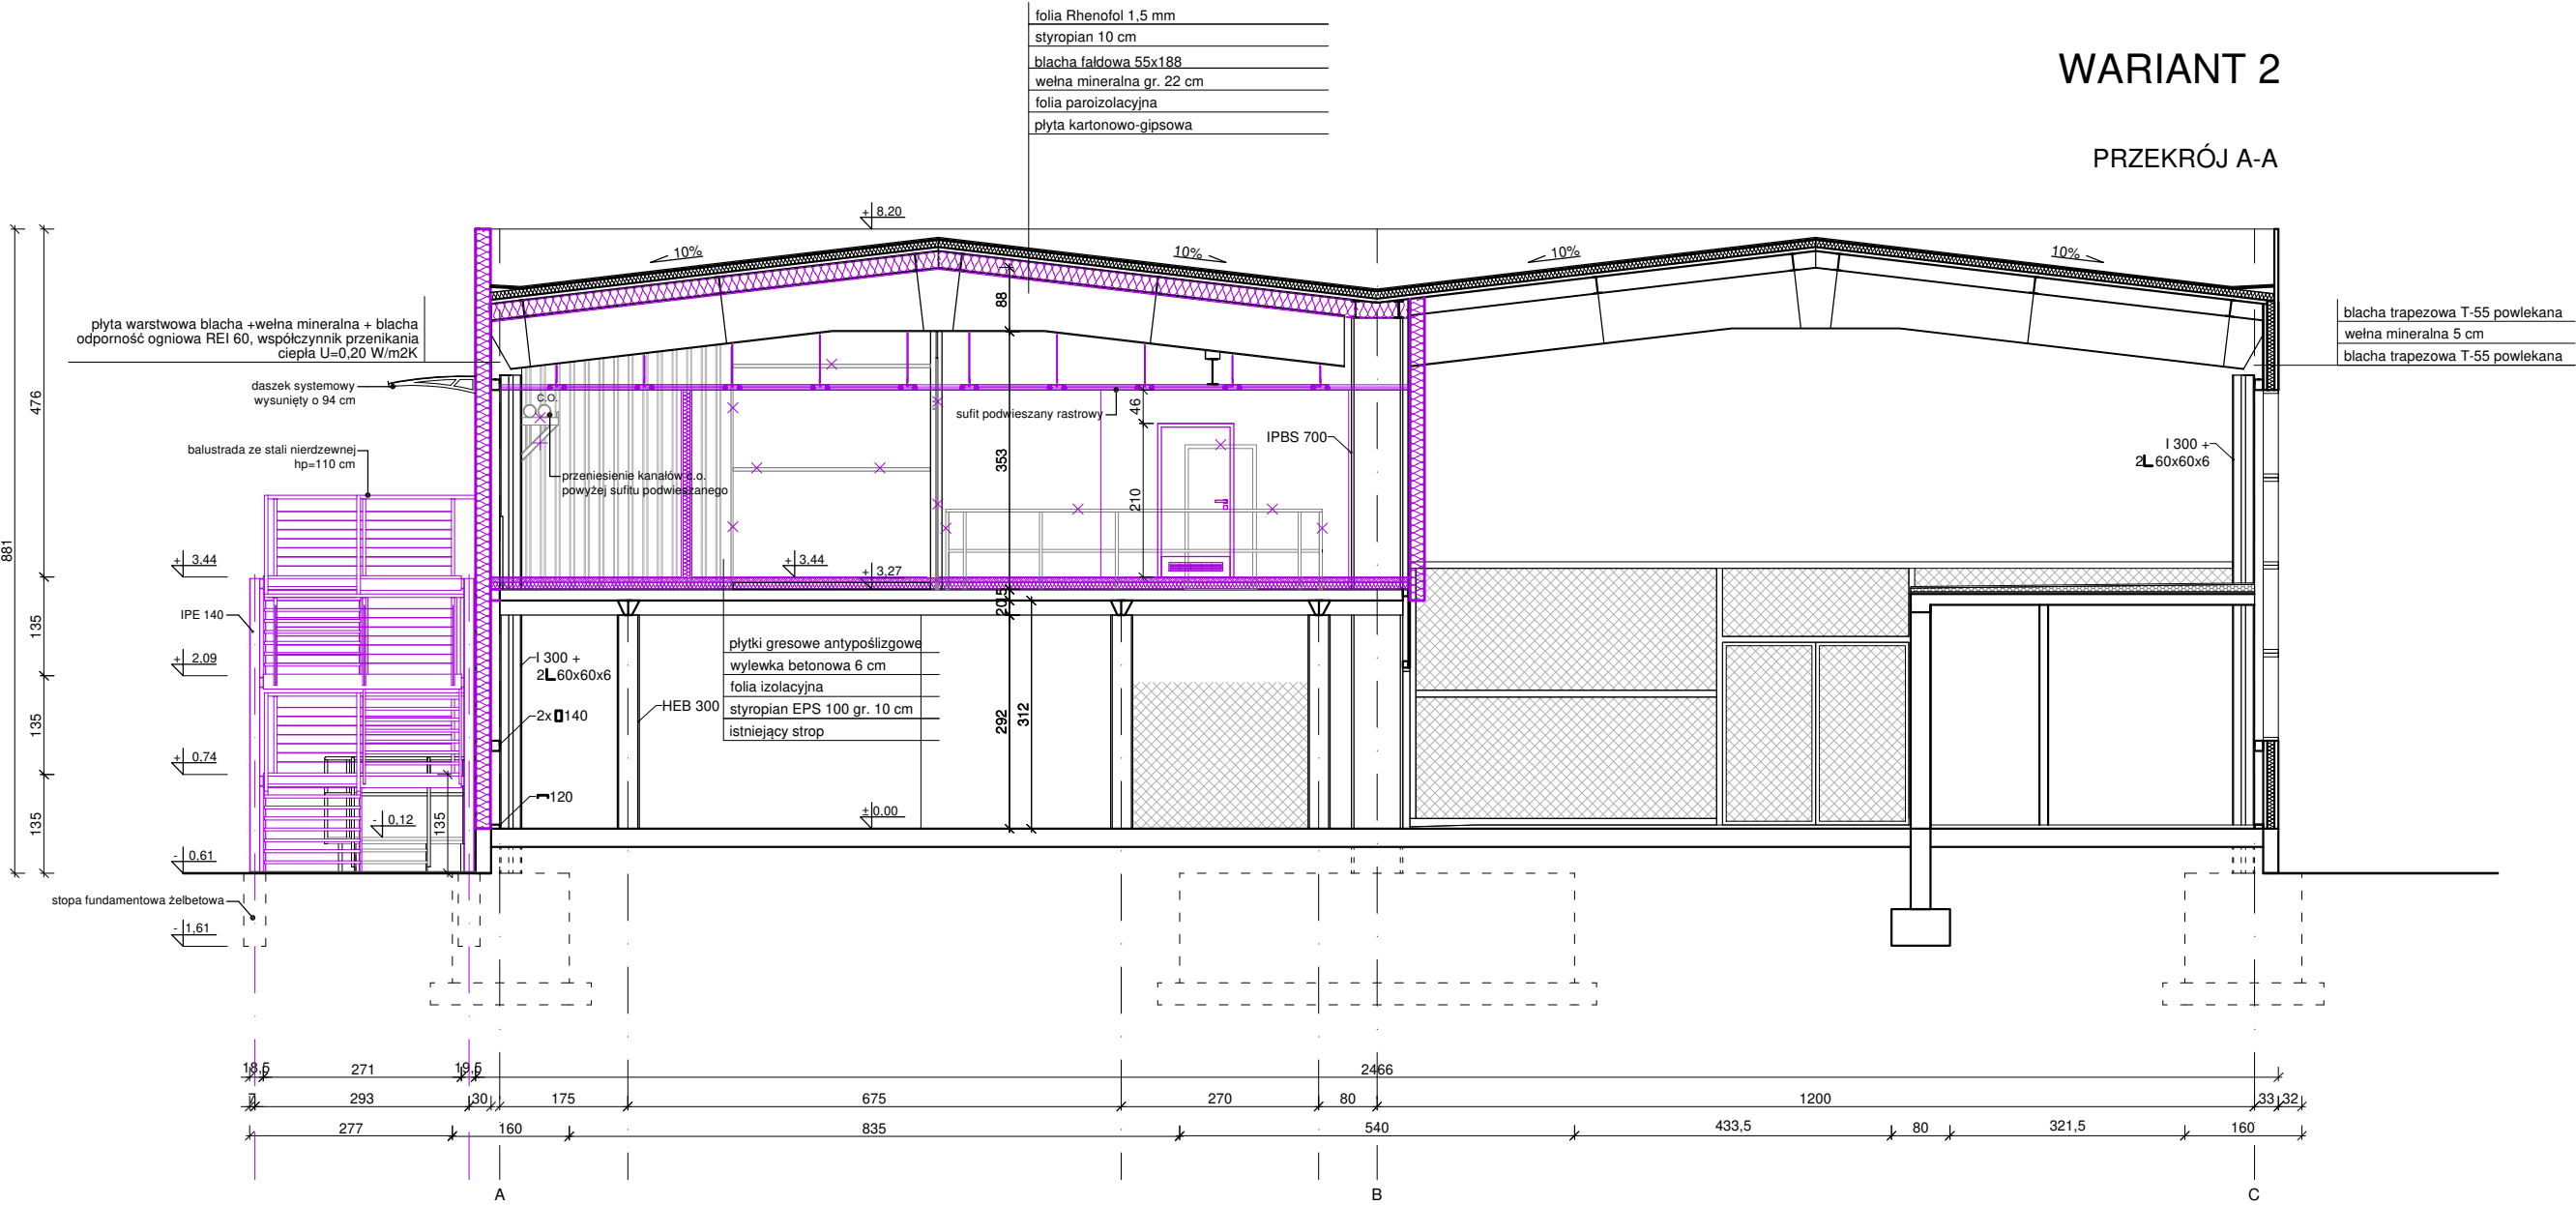 folia Rhenofol 1,5 mm
styropian 10 cm
blacha fałdowa 55x188
wełna mineralna gr. 22 cm
folia paroizolacyjna
płyta kartonowo-gipsowa
WARIANT 2
PRZEKRÓJ A-A
+ 8,20
10%
10%
10%
10%
88
płyta warstwowa blacha +wełna mineralna + blacha
odporność ogniowa REI 60, współczynnik przenikania
ciepła U=0,20 W/m2K
blacha trapezowa T-55 powlekana
wełna mineralna 5 cm
blacha trapezowa T-55 powlekana
daszek systemowy
wysunięty o 94 cm
476
c.o.
sufit podwieszany rastrowy
46
IPBS 700
I 300 +
2L 60x60x6
balustrada ze stali nierdzewnej
hp=110 cm
przeniesienie kanałów c.o.
powyżej sufitu podwieszanego
353
210
881
+ 3,44
+ 3,44
+ 3,27
20,5
IPE 140
135
+ 2,09
płytki gresowe antypoślizgowe
wylewka betonowa 6 cm
folia izolacyjna
styropian EPS 100 gr. 10 cm
istniejący strop
I 300 +
2L 60x60x6
HEB 300
2x 140
292
312
135
+ 0,74
120
±0,00
- 0,12
135
135
- 0,61
stopa fundamentowa żelbetowa
- 1,61
18,5
271
19,5
2466
7
293
30
175
675
270
80
1200
33
32
277
160
835
540
433,5
80
321,5
160
A
B
C